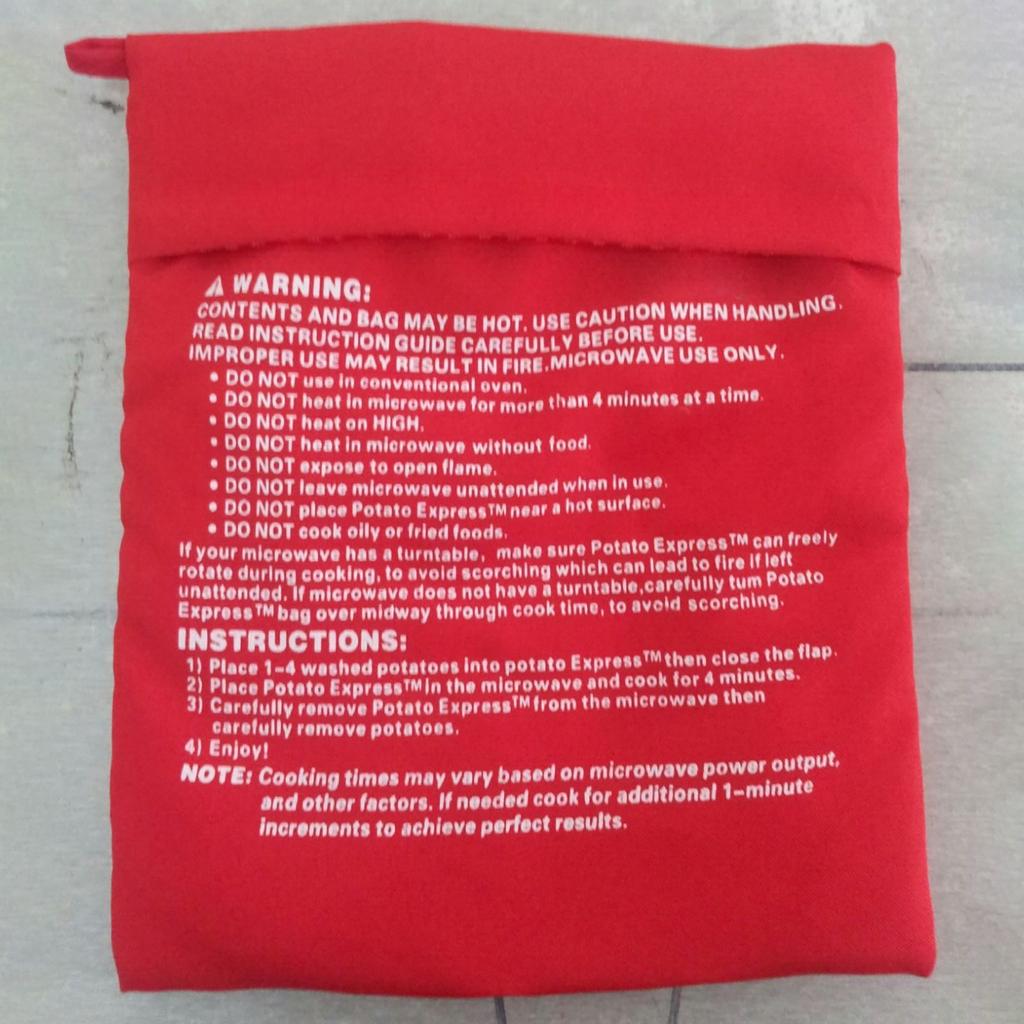 ⚠ WARNING:
CONTENTS AND BAG MAY BE HOT. USE CAUTION WHEN HANDLING.
READ INSTRUCTION GUIDE CAREFULLY BEFORE USE.
IMPROPER USE MAY RESULT IN FIRE.MICROWAVE USE ONLY.
• DO NOT use in conventional oven.
• DO NOT heat in microwave for more than 4 minutes at a time.
• DO NOT heat on HIGH.
• DO NOT heat in microwave without food.
• DO NOT expose to open flame.
• DO NOT leave microwave unattended when in use.
• DO NOT place Potato Express™ near a hot surface.
• DO NOT cook oily or fried foods.
If your microwave has a turntable, make sure Potato Express™ can freely
rotate during cooking, to avoid scorching which can lead to fire if left
unattended. If microwave does not have a turntable,carefully tum Potato
Express™ bag over midway through cook time, to avoid scorching.
INSTRUCTIONS:
1) Place 1-4 washed potatoes into potato Express™ then close the flap.
2) Place Potato Express™ in the microwave and cook for 4 minutes.
3) Carefully remove Potato Express™ from the microwave then
carefully remove potatoes.
4) Enjoy!
NOTE: Cooking times may vary based on microwave power output,
and other factors. If needed cook for additional 1-minute
increments to achieve perfect results.